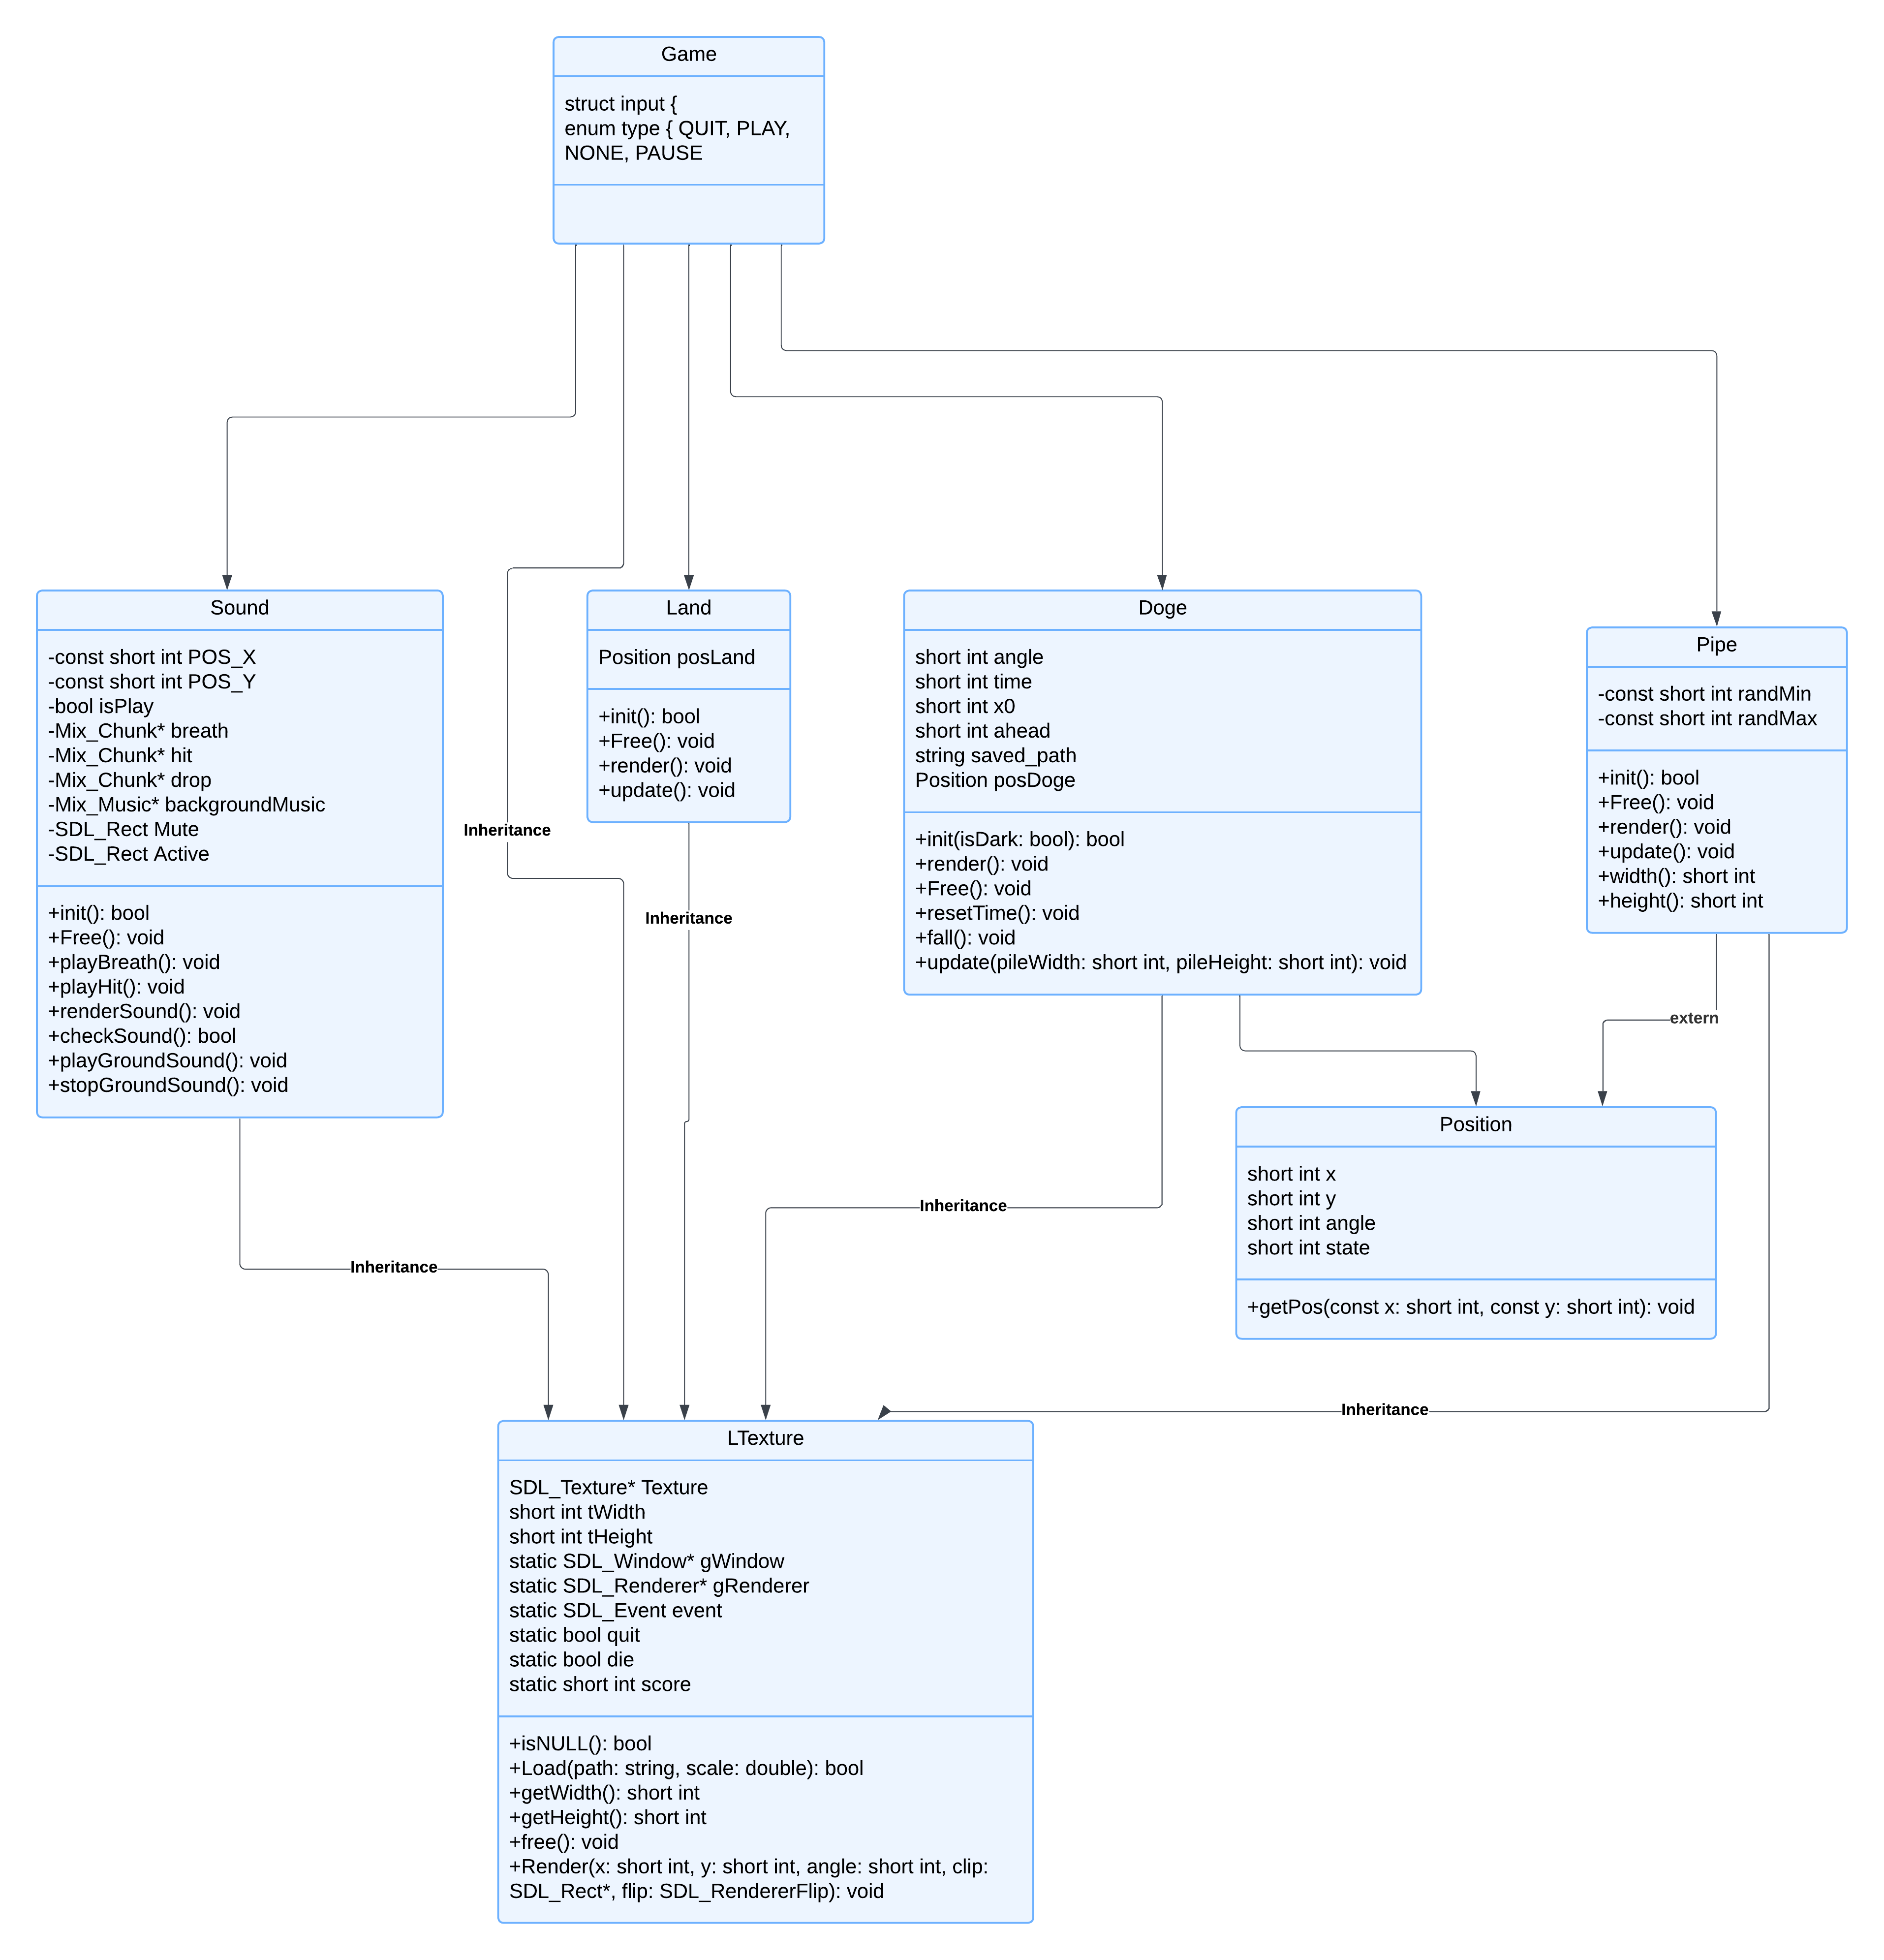 Game
struct input {
enum type { QUIT, PLAY,
NONE, PAUSE
Sound
-const short int POS_X
-const short int POS_Y
-bool isPlay
-Mix_Chunk* breath
-Mix_Chunk* hit
-Mix_Chunk* drop
-Mix_Music* backgroundMusic
-SDL_Rect Mute
-SDL_Rect Active
+init(): bool
+Free(): void
+playBreath(): void
+playHit(): void
+renderSound(): void
+checkSound(): bool
+playGroundSound(): void
+stopGroundSound(): void
Inheritance
Land
Position posLand
+init(): bool
+Free(): void
+render(): void
+update(): void
Inheritance
Doge
short int angle
short int time
short int x0
short int ahead
string saved_path
Position posDoge
+init(isDark: bool): bool
+render(): void
+Free(): void
+resetTime(): void
+fall(): void
+update(pileWidth: short int, pileHeight: short int): void
Pipe
-const short int randMin
-const short int randMax
+init(): bool
+Free(): void
+render(): void
+update(): void
+width(): short int
+height(): short int
extern
Position
short int x
short int y
short int angle
short int state
+getPos(const x: short int, const y: short int): void
Inheritance
Inheritance
Inheritance
LTexture
SDL_Texture* Texture
short int tWidth
short int tHeight
static SDL_Window* gWindow
static SDL_Renderer* gRenderer
static SDL_Event event
static bool quit
static bool die
static short int score
+isNULL(): bool
+Load(path: string, scale: double): bool
+getWidth(): short int
+getHeight(): short int
+free(): void
+Render(x: short int, y: short int, angle: short int, clip:
SDL_Rect*, flip: SDL_RendererFlip): void